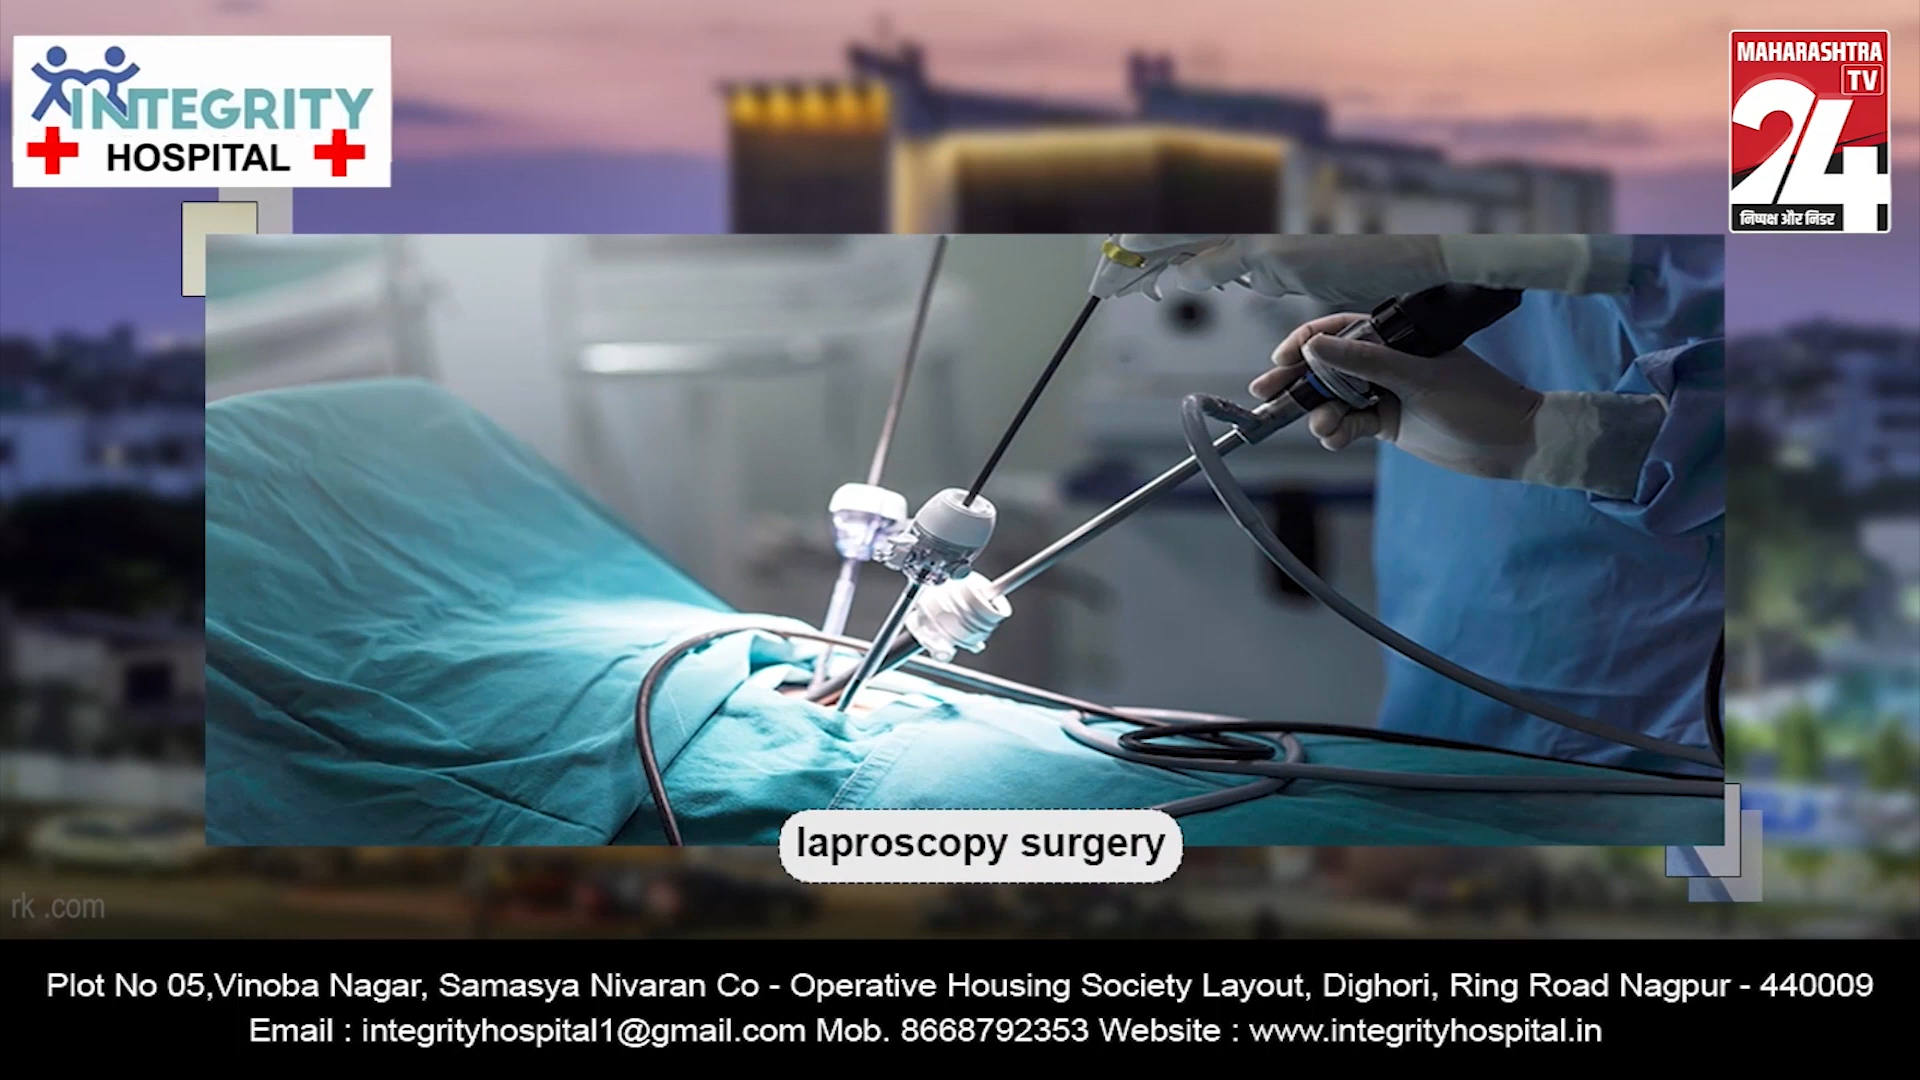 INTEGRITY
HOSPITAL
MAHARASHTRA
TV
24
निष्पक्ष और निडर
laproscopy surgery
rk .com
Plot No 05,Vinoba Nagar, Samasya Nivaran Co - Operative Housing Society Layout, Dighori, Ring Road Nagpur - 440009
Email : integrityhospital1@gmail.com Mob. 8668792353 Website : www.integrityhospital.in